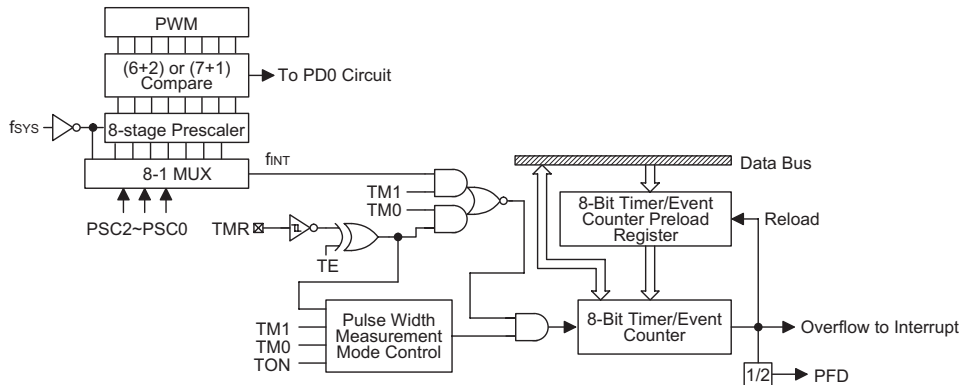 PWM
(6+2) or (7+1)
Compare
To PD0 Circuit
fSYS
8-stage Prescaler
8-1 MUX
fINT
PSC2~PSC0
TM1
TM0
TMR
TE
Data Bus
8-Bit Timer/Event
Counter Preload
Register
Reload
TM1
TM0
TON
Pulse Width
Measurement
Mode Control
8-Bit Timer/Event
Counter
Overflow to Interrupt
1/2
PFD